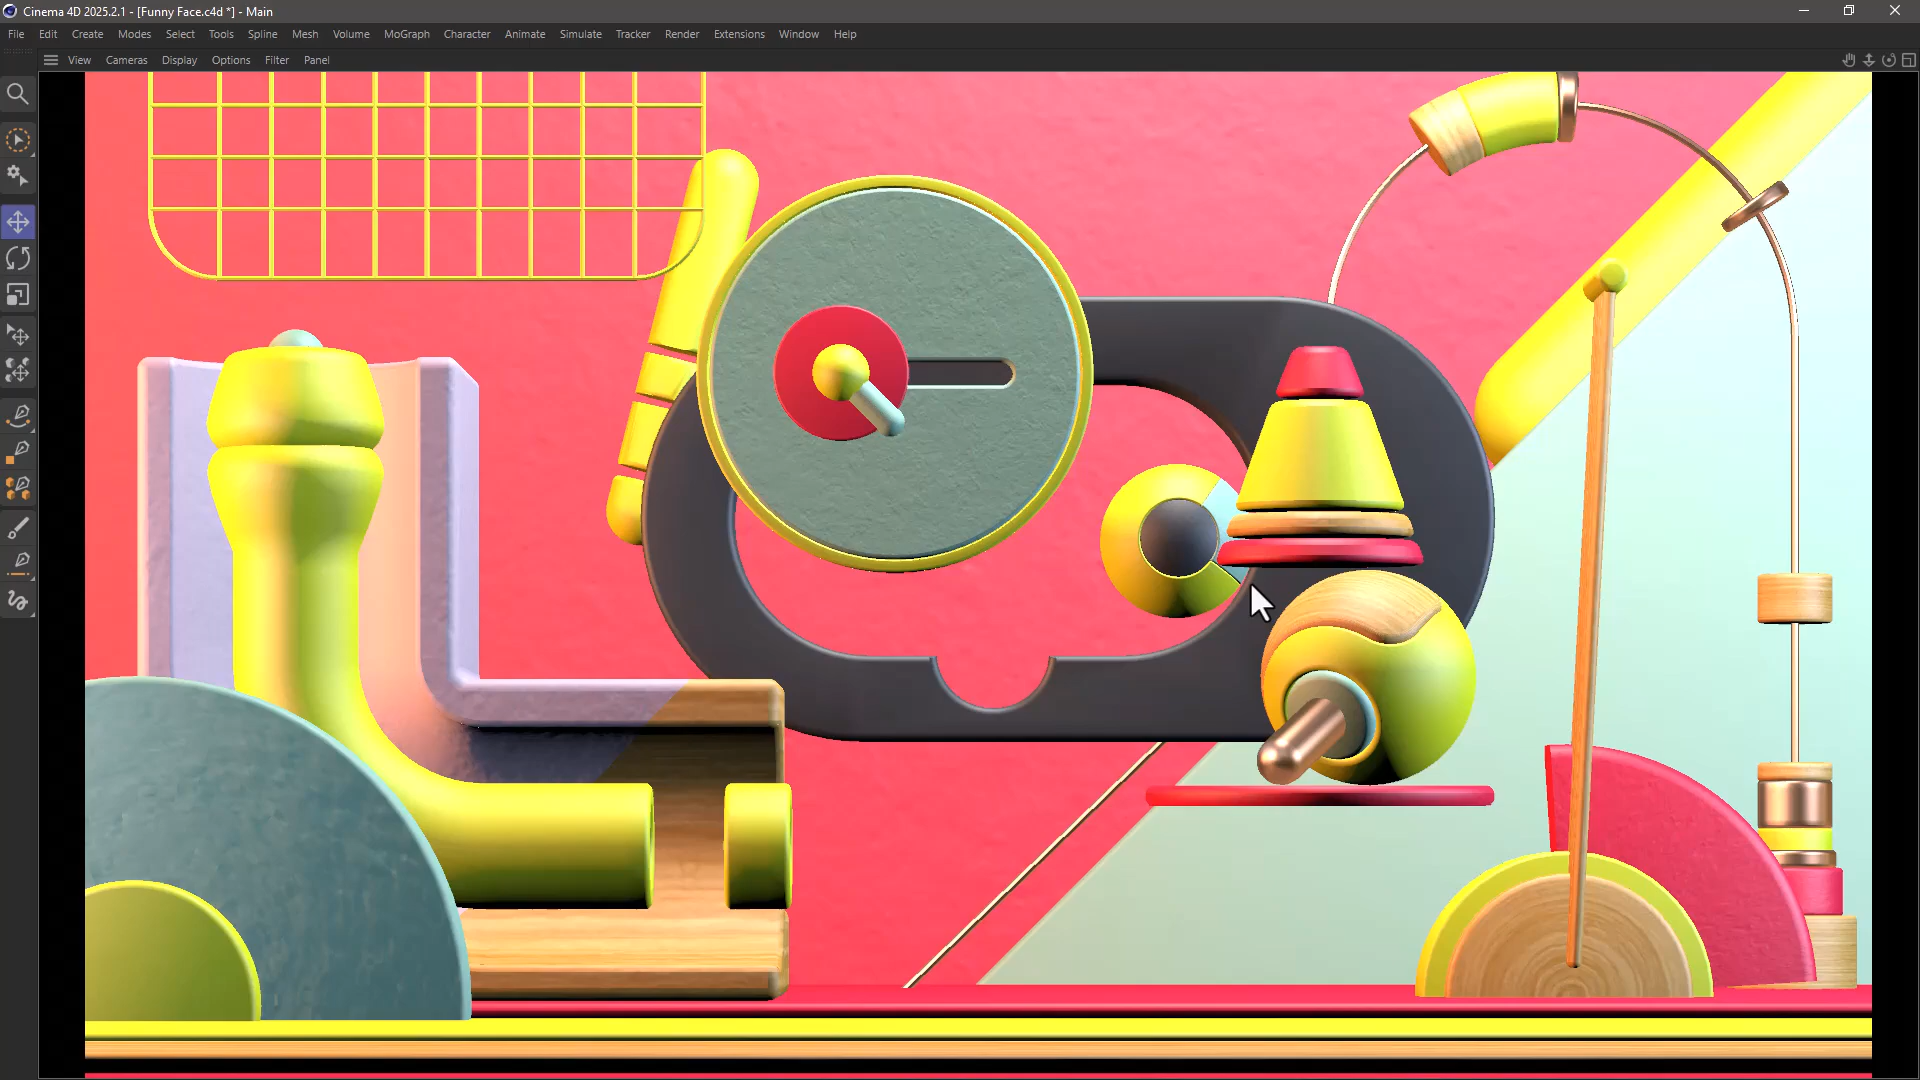 Cinema 4D 2025.2.1 - [Funny Face.c4d *] - Main
File Edit Create Modes Select Tools Spline Mesh Volume MoGraph Character Animate Simulate Tracker Render Extensions Window Help
View Cameras Display Options Filter Panel